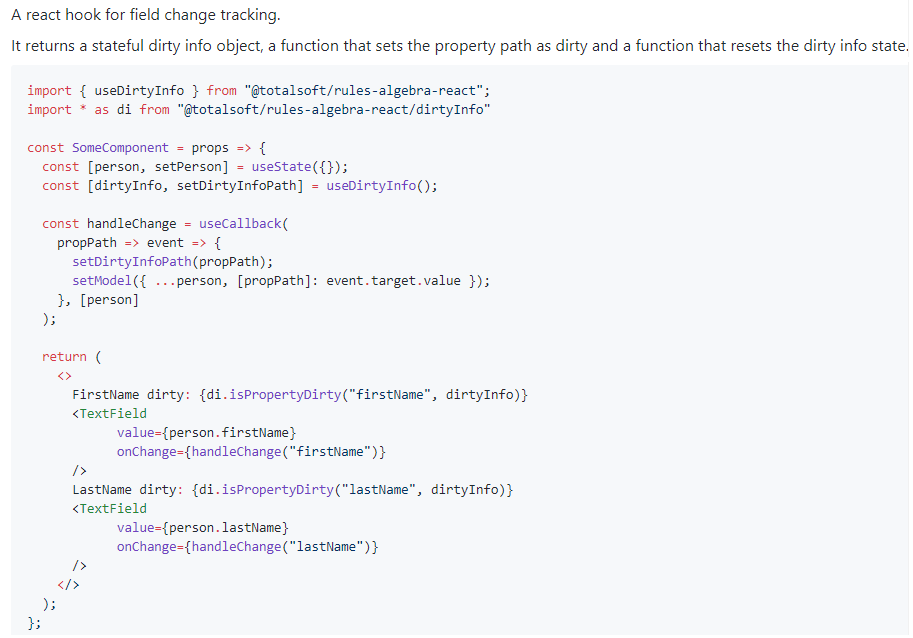 A react hook for field change tracking.
It returns a stateful dirty info object, a function that sets the property path as dirty and a function that resets the dirty info state.
import { useDirtyInfo } from "@totalsoft/rules-algebra-react";
import * as di from "@totalsoft/rules-algebra-react/dirtyInfo"
const SomeComponent = props => {
  const [person, setPerson] = useState({});
  const [dirtyInfo, setDirtyInfoPath] = useDirtyInfo();
  const handleChange = useCallback(
    propPath => event => {
      setDirtyInfoPath(propPath);
      setModel({ ...person, [propPath]: event.target.value });
    }, [person]
  );
  return (
    <>
      FirstName dirty: {di.isPropertyDirty("firstName", dirtyInfo)}
      <TextField
            value={person.firstName}
            onChange={handleChange("firstName")}
      />
      LastName dirty: {di.isPropertyDirty("lastName", dirtyInfo)}
      <TextField
            value={person.lastName}
            onChange={handleChange("lastName")}
      />
    </>
  );
};